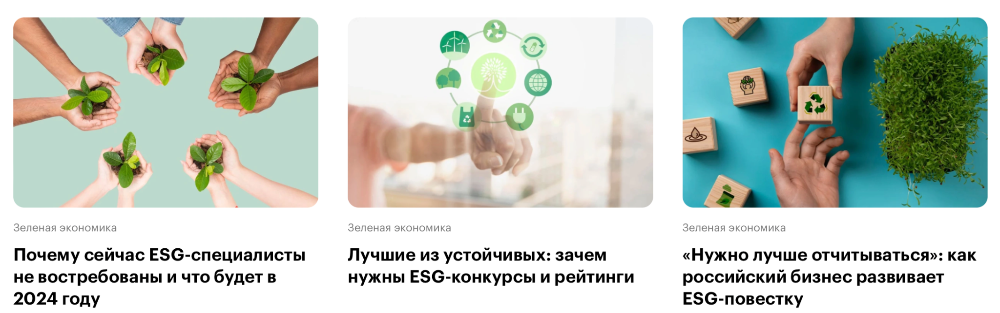 Зеленая экономика
Почему сейчас ESG-специалисты
не востребованы и что будет в
2024 году
Зеленая экономика
Лучшие из устойчивых: зачем
нужны ESG-конкурсы и рейтинги
Зеленая экономика
«Нужно лучше отчитываться»: как
российский бизнес развивает
ESG-повестку